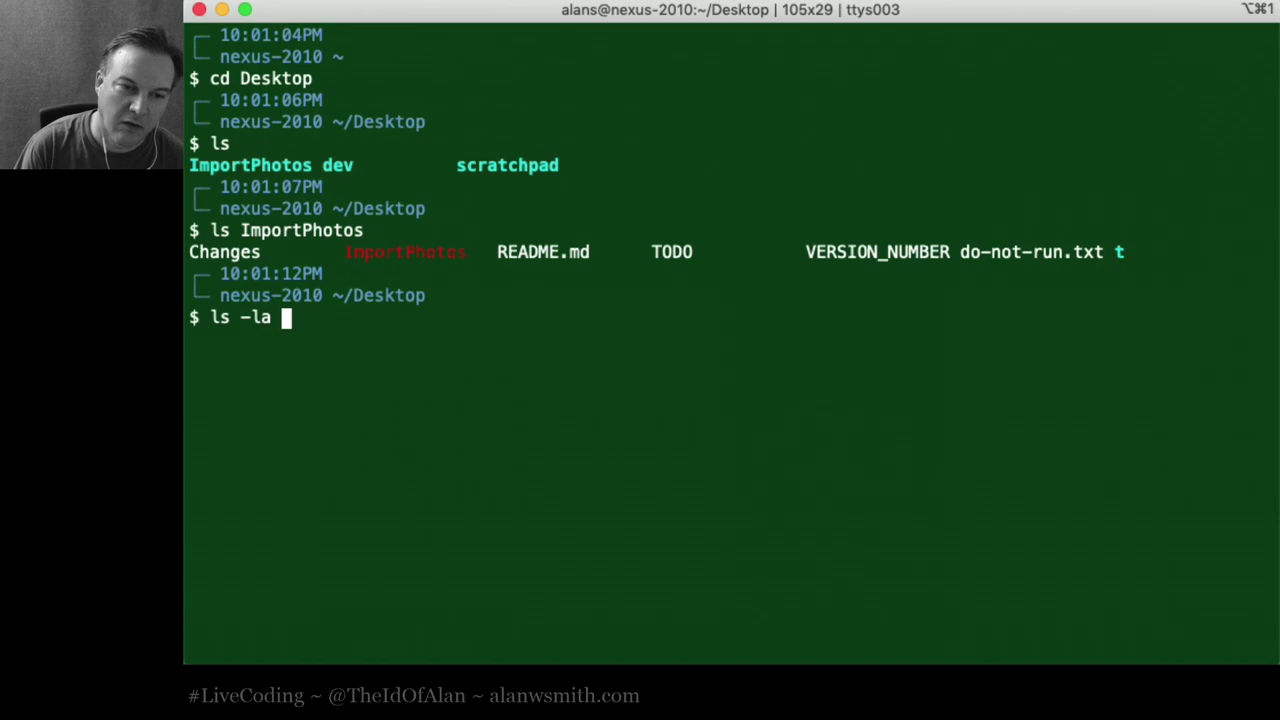 alans@nexus-2010:~/Desktop | 105x29 | ttys003 ⌥⌘1
10:01:04PM
nexus-2010 ~
$ cd Desktop
10:01:06PM
nexus-2010 ~/Desktop
$ ls
ImportPhotos dev scratchpad
10:01:07PM
nexus-2010 ~/Desktop
$ ls ImportPhotos
Changes ImportPhotos README.md TODO VERSION_NUMBER do-not-run.txt t
10:01:12PM
nexus-2010 ~/Desktop
$ ls -la
#LiveCoding ~ @TheIdOfAlan ~ alanwsmith.com